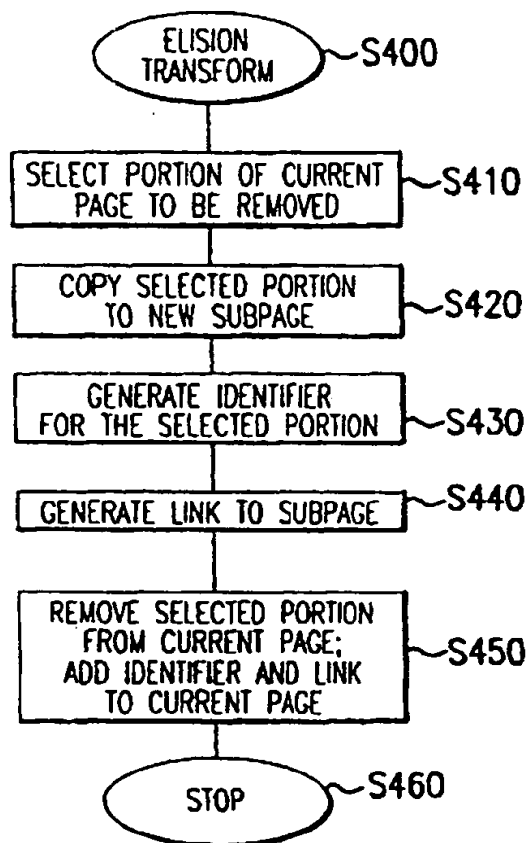 ELISION
TRANSFORM
S400
SELECT PORTION OF CURRENT
PAGE TO BE REMOVED
S410
COPY SELECTED PORTION
TO NEW SUBPAGE
S420
GENERATE IDENTIFIER
FOR THE SELECTED PORTION
S430
GENERATE LINK TO SUBPAGE
S440
REMOVE SELECTED PORTION
FROM CURRENT PAGE;
ADD IDENTIFIER AND LINK
TO CURRENT PAGE
S450
STOP
S460